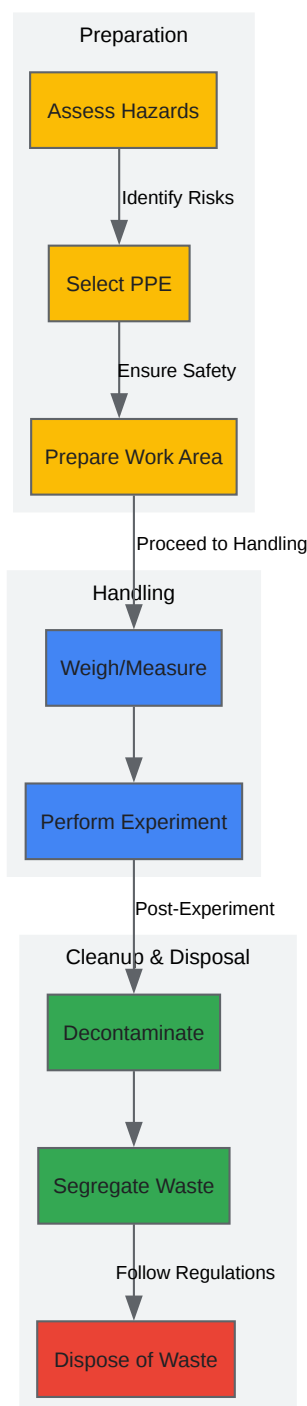 Preparation
Assess Hazards
Identify Risks
Select PPE
Ensure Safety
Prepare Work Area
Proceed to Handling
Handling
Weigh/Measure
Perform Experiment
Post-Experiment
Cleanup & Disposal
Decontaminate
Segregate Waste
Follow Regulations
Dispose of Waste